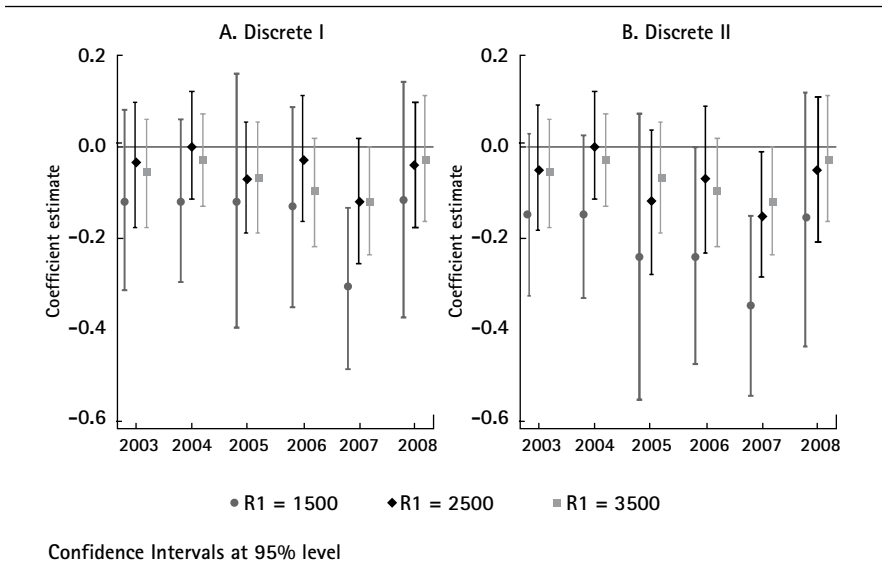 A. Discrete I
Coefficient estimate
0.2
0.0
−0.2
−0.4
−0.6
2003 2004 2005 2006 2007 2008
B. Discrete II
Coefficient estimate
0.2
0.0
−0.2
−0.4
−0.6
2003 2004 2005 2006 2007 2008
R1 = 1500 R1 = 2500 R1 = 3500
Confidence Intervals at 95% level